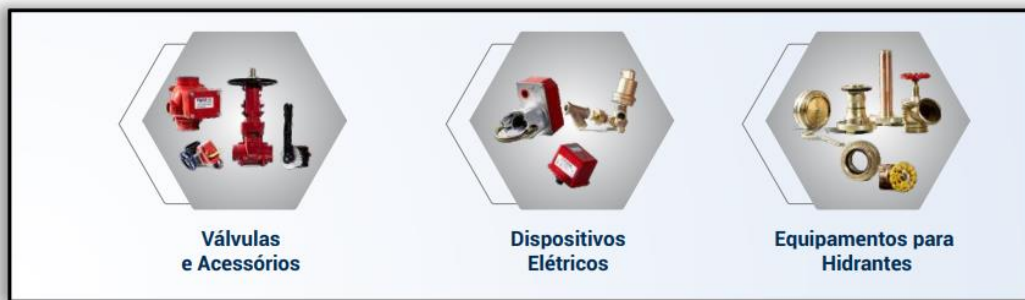 Válvulas
e Acessórios
Dispositivos
Elétricos
Equipamentos para
Hidrantes